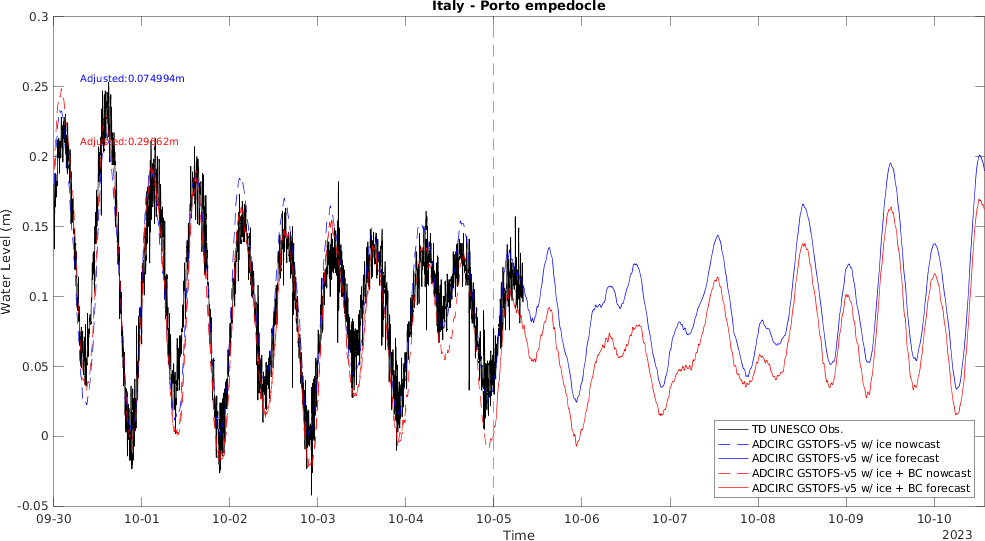 Italy - Porto empedocle
0.3
0.25
0.2
0.15
0.1
0.05
0
-0.05
Water Level (m)
Adjusted:0.074994m
Adjusted:0.29662m
TD UNESCO Obs.
ADCIRC GSTOFS-v5 w/ ice nowcast
ADCIRC GSTOFS-v5 w/ ice forecast
ADCIRC GSTOFS-v5 w/ ice + BC nowcast
ADCIRC GSTOFS-v5 w/ ice + BC forecast
09-30 10-01 10-02 10-03 10-04 10-05 10-06 10-07 10-08 10-09 10-10
Time
2023